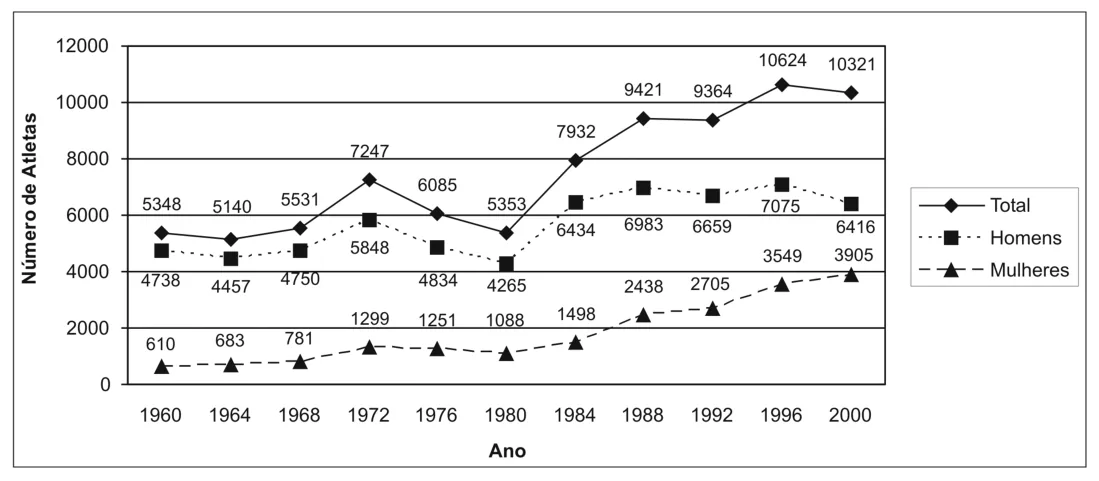 Número de Atletas
12000
10000
8000
6000
4000
2000
0
5348 5140 5531 7247 6085 5353 7932 9421 9364 10624 10321
4738 4457 4750 5848 4834 4265 6434 6983 6659 7075 6416
610 683 781 1299 1251 1088 1498 2438 2705 3549 3905
1960 1964 1968 1972 1976 1980 1984 1988 1992 1996 2000
Ano
Total
Homens
Mulheres